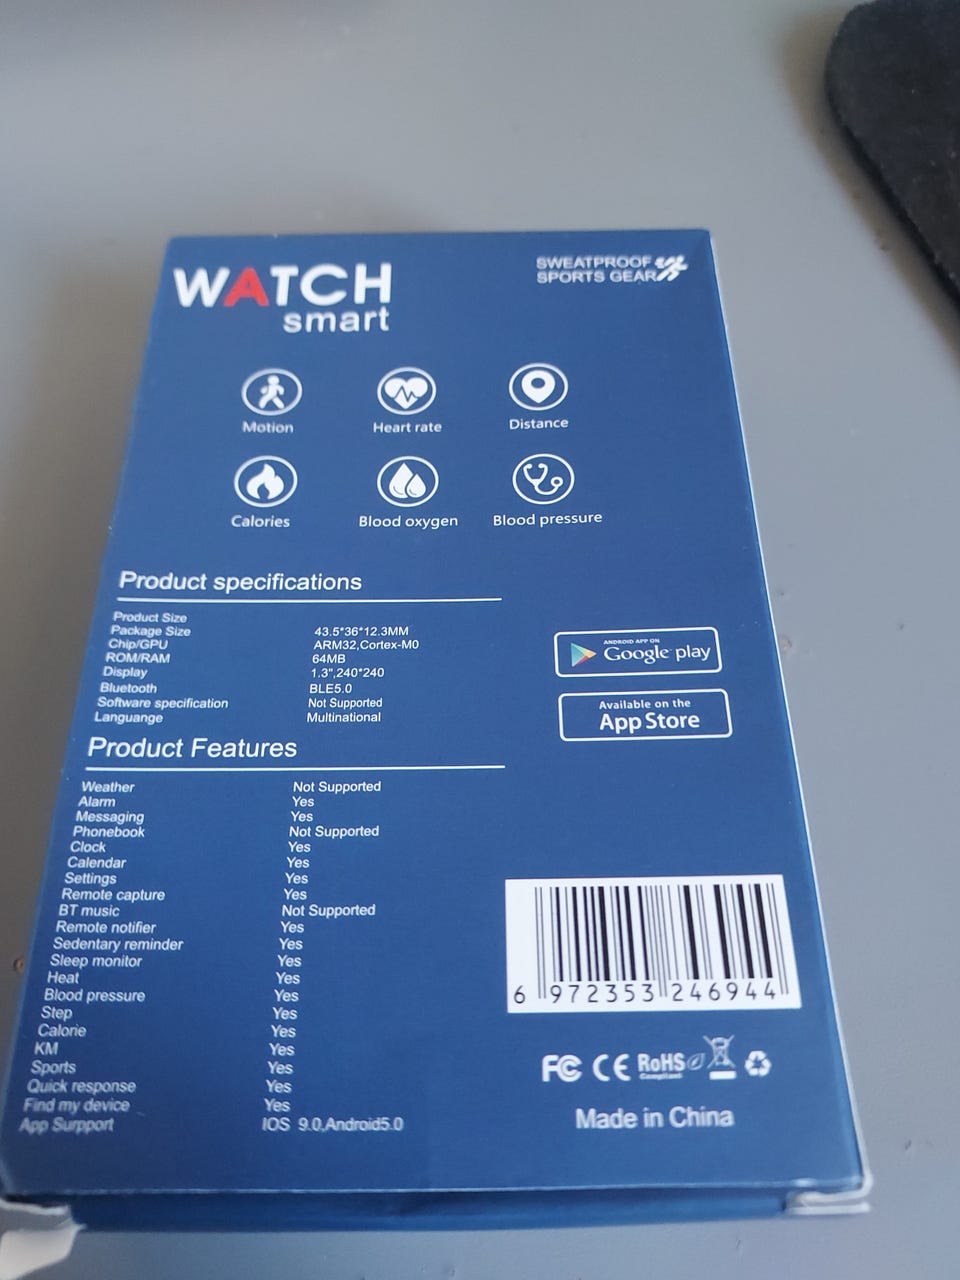 WATCH
smart
SWEATPROOF
SPORTS GEAR
Motion Heart rate Distance
Calories Blood oxygen Blood pressure
Product specifications
Product Size
Package Size 43.5*36*12.3MM
Chip/GPU ARM32,Cortex-M0
ROM/RAM 64MB
Display 1.3",240*240
Bluetooth BLE5.0
Software specification Not Supported
Languange Multinational
ANDROID APP ON
Google play
Available on the
App Store
Product Features
Weather Not Supported
Alarm Yes
Messaging Yes
Phonebook Not Supported
Clock Yes
Calendar Yes
Settings Yes
Remote capture Yes
BT music Not Supported
Remote notifier Yes
Sedentary reminder Yes
Sleep monitor Yes
Heat Yes
Blood pressure Yes
Step Yes
Calorie Yes
KM Yes
Sports Yes
Quick response Yes
Find my device Yes
App Surpport IOS 9.0,Android5.0
6 972353 246944
FC CE RoHS
Compliant
Made in China